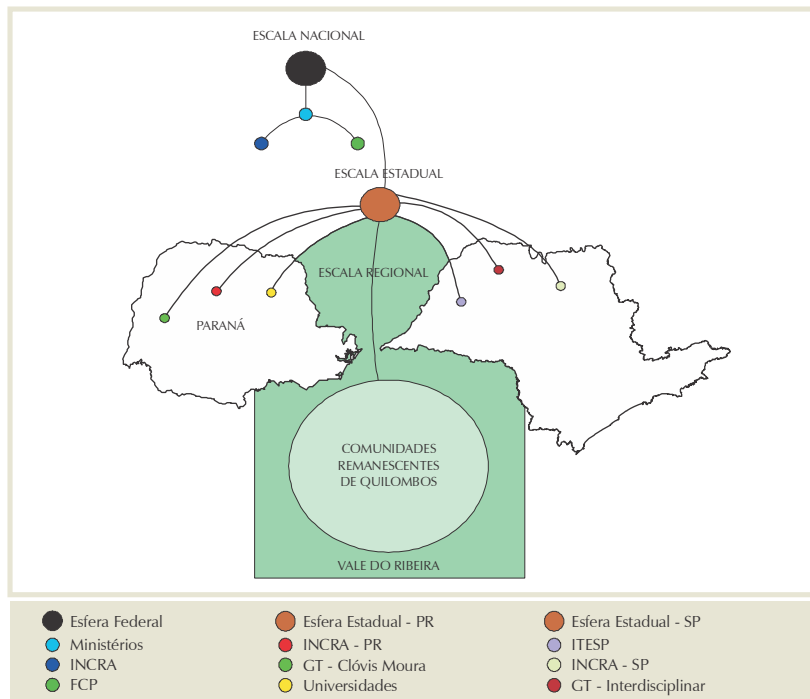 ESCALA NACIONAL
ESCALA ESTADUAL
ESCALA REGIONAL
PARANÁ
COMUNIDADES
REMANESCENTES
DE QUILOMBOS
VALE DO RIBEIRA
Esfera Federal
Ministérios
INCRA
FCP
Esfera Estadual - PR
INCRA - PR
GT - Clóvis Moura
Universidades
Esfera Estadual - SP
ITESP
INCRA - SP
GT - Interdisciplinar